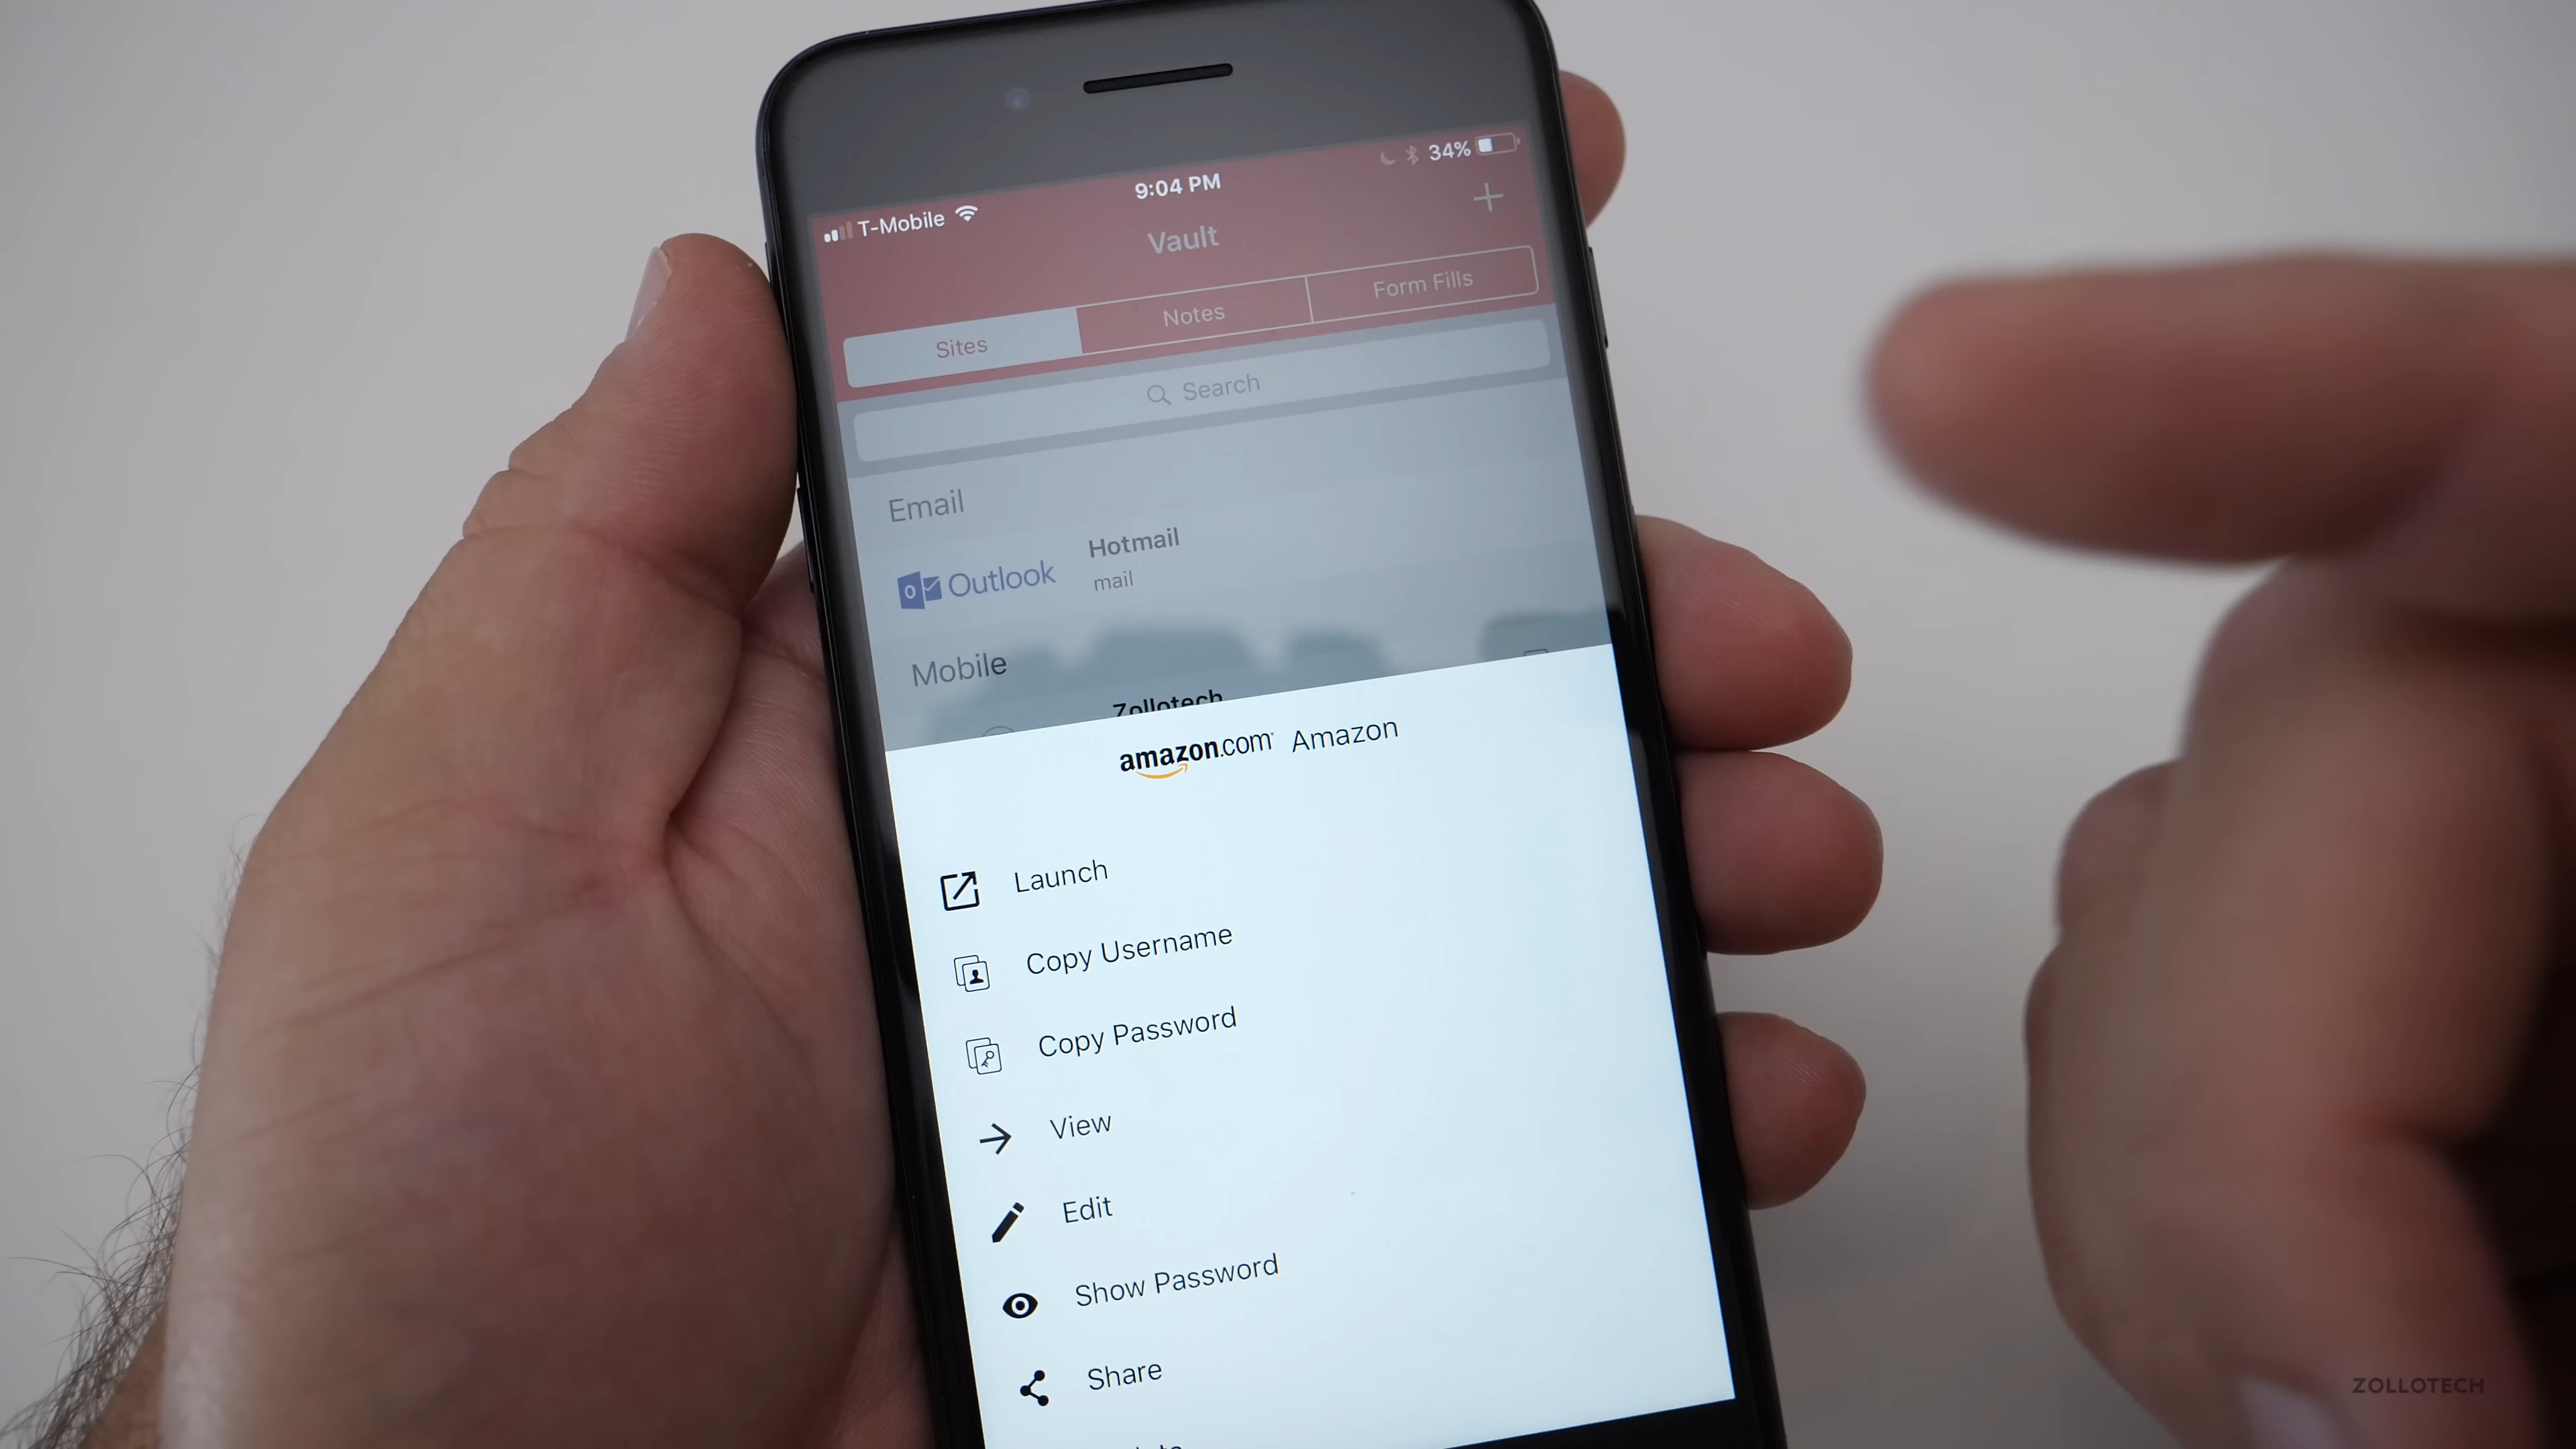 T-Mobile 9:04 PM 34%
Vault
Sites Notes Form Fills
Search
Email
Outlook Hotmail
mail
Mobile
Zollotech
amazon.com Amazon
Launch
Copy Username
Copy Password
View
Edit
Show Password
Share
ZOLLOTECH